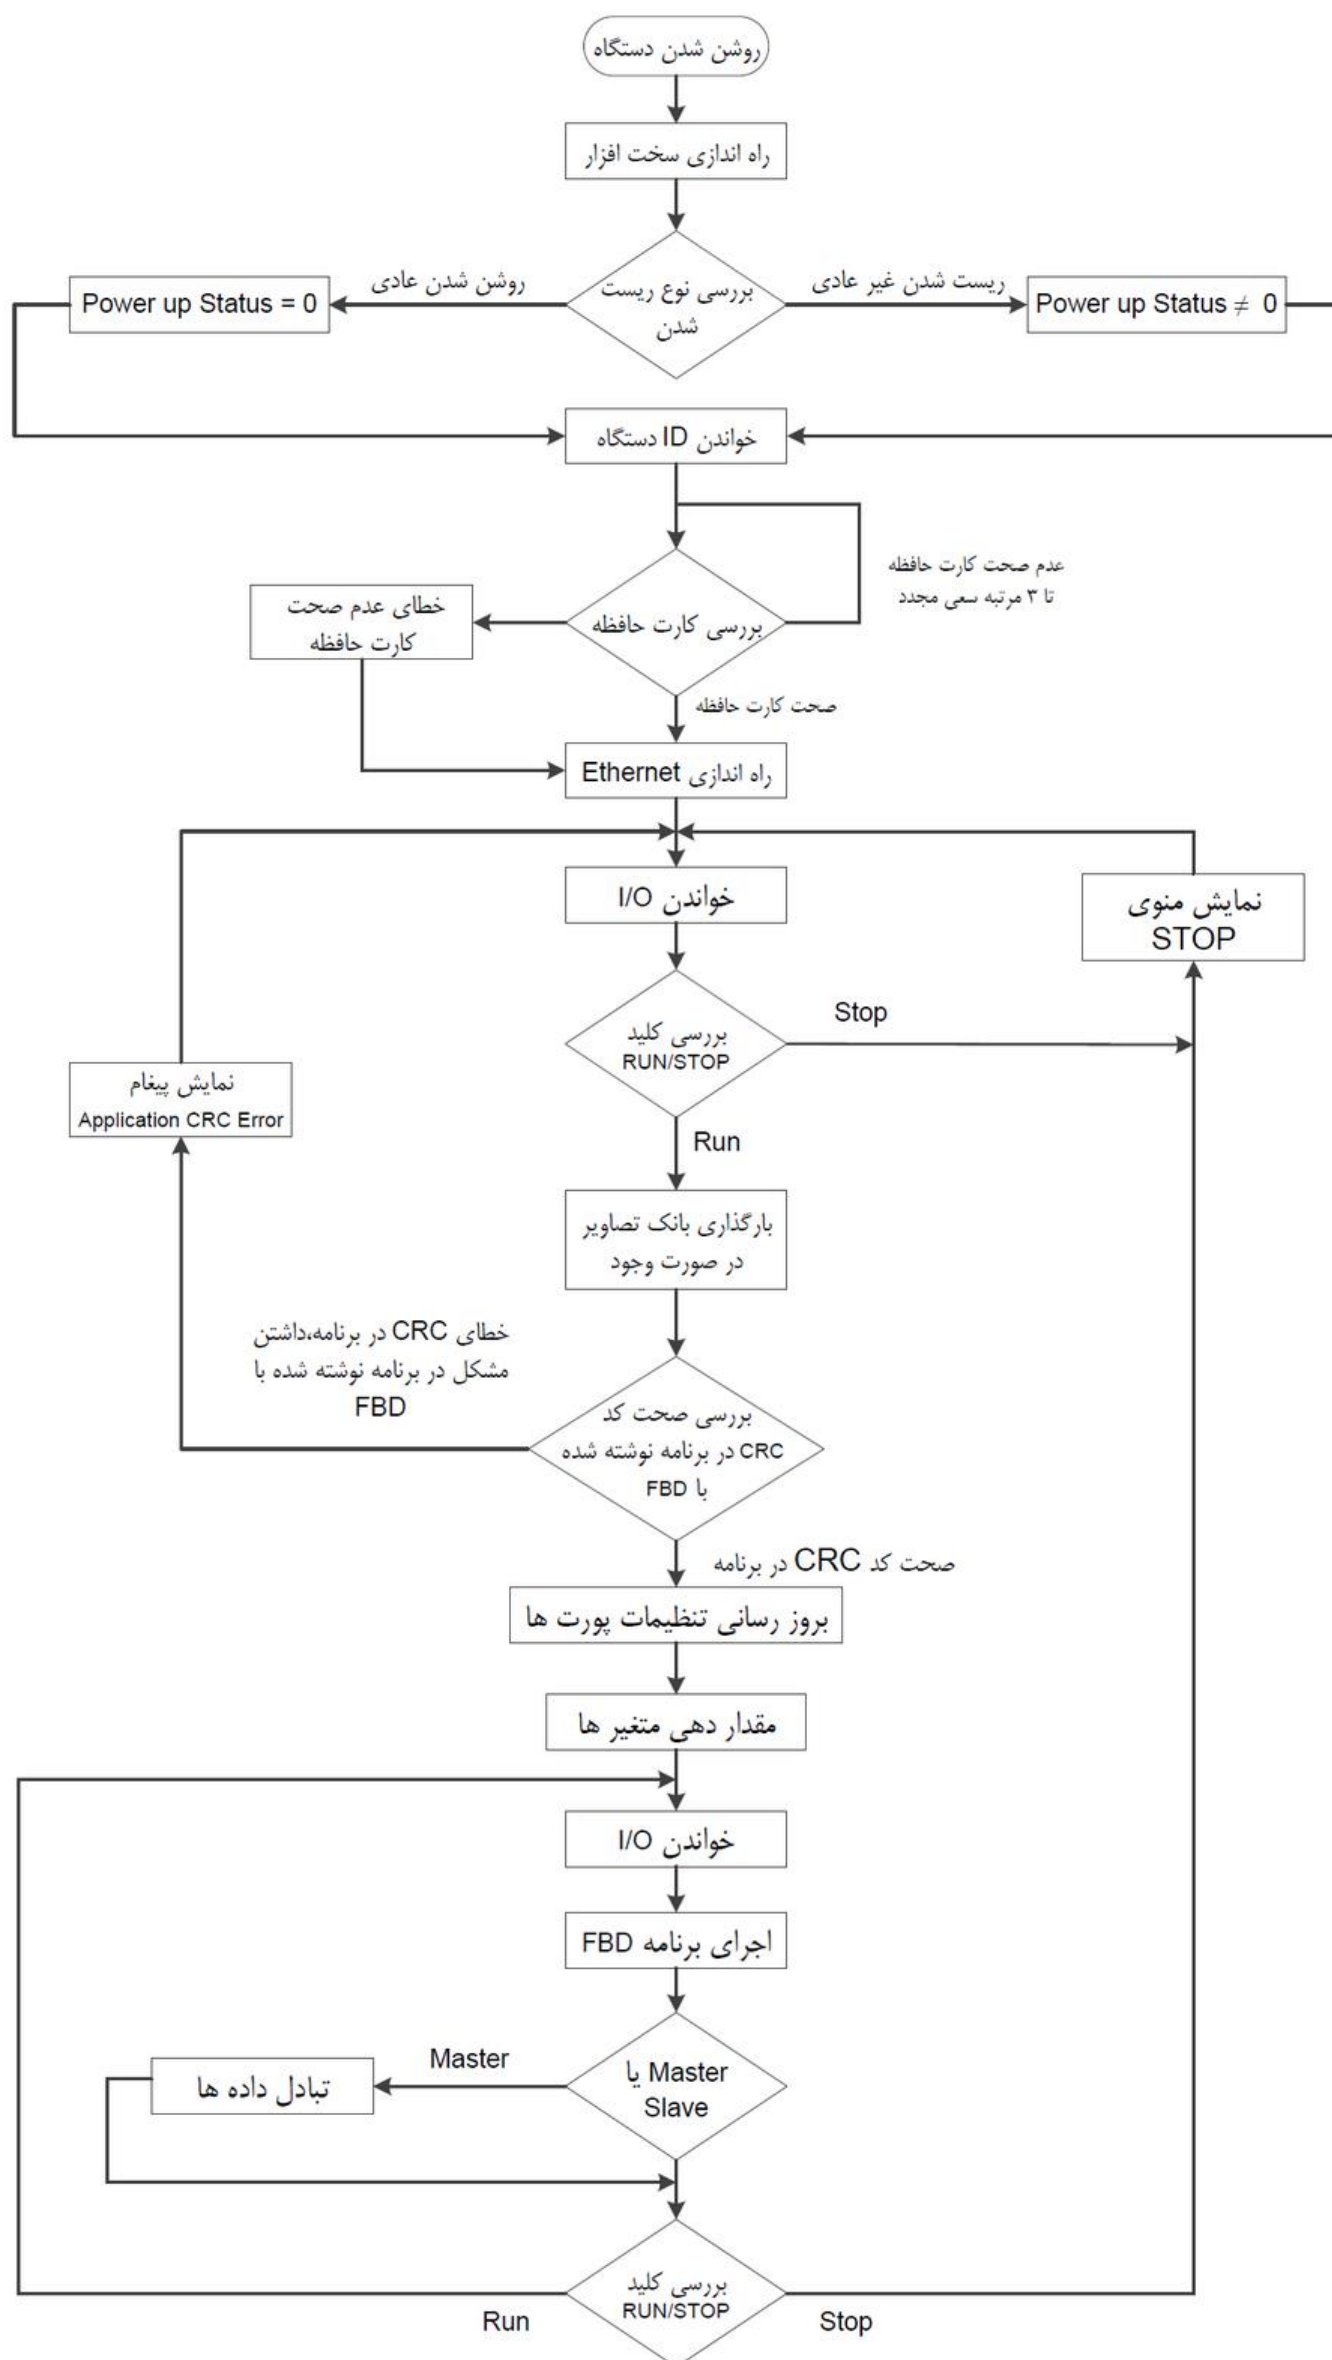 روشن شدن دستگاه
راه اندازی سخت افزار
بررسی نوع ریست
شدن
ریست شدن غیر عادی
Power up Status ≠ 0
روشن شدن عادی
Power up Status = 0
خواندن ID دستگاه
عدم صحت کارت حافظه
تا ۳ مرتبه سعی مجدد
بررسی کارت حافظه
خطای عدم صحت
کارت حافظه
صحت کارت حافظه
راه اندازی Ethernet
خواندن I/O
نمایش منوی
STOP
بررسی کلید
RUN/STOP
Stop
Run
نمایش پیغام
Application CRC Error
بارگذاری بانک تصاویر
در صورت وجود
خطای CRC در برنامه،داشتن
مشکل در برنامه نوشته شده با
FBD
بررسی صحت کد
CRC در برنامه نوشته شده
با FBD
صحت کد CRC در برنامه
بروز رسانی تنظیمات پورت ها
مقدار دهی متغیر ها
خواندن I/O
اجرای برنامه FBD
Master یا
Slave
Master
تبادل داده ها
بررسی کلید
RUN/STOP
Run
Stop